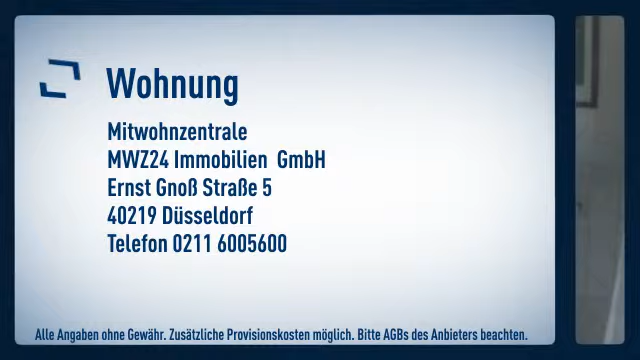 Wohnung
Mitwohnzentrale
MWZ24 Immobilien  GmbH
Ernst Gnoß Straße 5
40219 Düsseldorf
Telefon 0211 6005600
Alle Angaben ohne Gewähr. Zusätzliche Provisionskosten möglich. Bitte AGBs des Anbieters beachten.